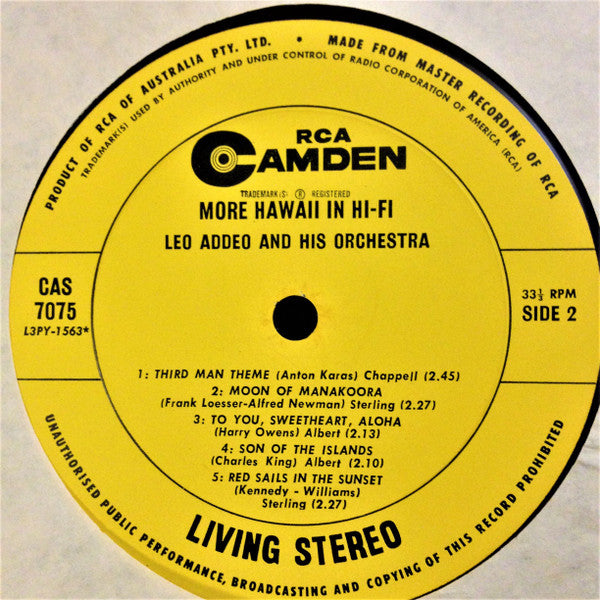 PRODUCT OF RCA OF AUSTRALIA PTY. LTD. • MADE FROM MASTER RECORDING OF RCA
TRADEMARK(S) USED BY AUTHORITY AND UNDER CONTROL OF RADIO CORPORATION OF AMERICA (RCA)
RCA
CAMDEN
TRADEMARK(S) ® REGISTERED
MORE HAWAII IN HI-FI
LEO ADDEO AND HIS ORCHESTRA
CAS
7075
L3PY-1563*
33⅓ RPM
SIDE 2
1: THIRD MAN THEME (Anton Karas) Chappell (2.45)
2: MOON OF MANAKOORA
(Frank Loesser-Alfred Newman) Sterling (2.27)
3: TO YOU, SWEETHEART, ALOHA
(Harry Owens) Albert (2.13)
4: SON OF THE ISLANDS
(Charles King) Albert (2.10)
5: RED SAILS IN THE SUNSET
(Kennedy - Williams)
Sterling (2.27)
LIVING STEREO
UNAUTHORISED PUBLIC PERFORMANCE, BROADCASTING AND COPYING OF THIS RECORD PROHIBITED